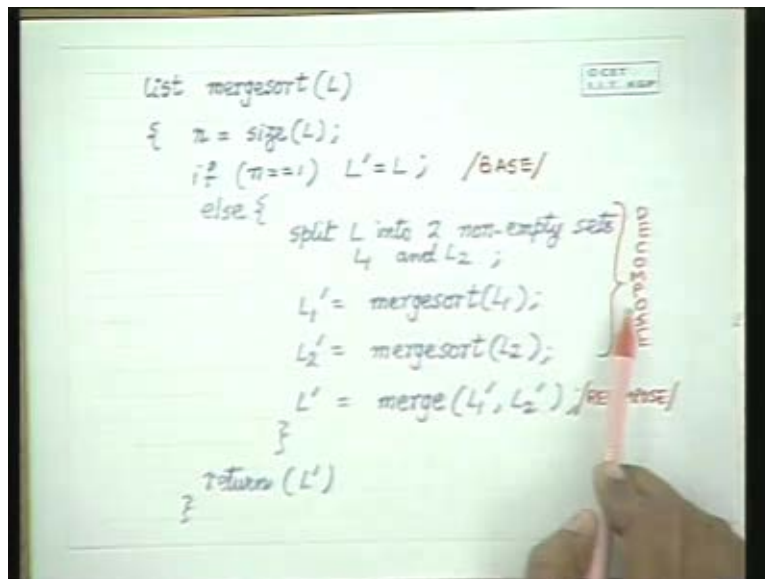 list mergesort(L)
{ n = size(L);
if (n==1) L' = L; /BASE/
else {
split L into 2 non-empty sets
L1 and L2 ;
L1' = mergesort(L1);
L2' = mergesort(L2);
L' = merge(L1', L2');
}
return (L')
}
I.I.T. KGP